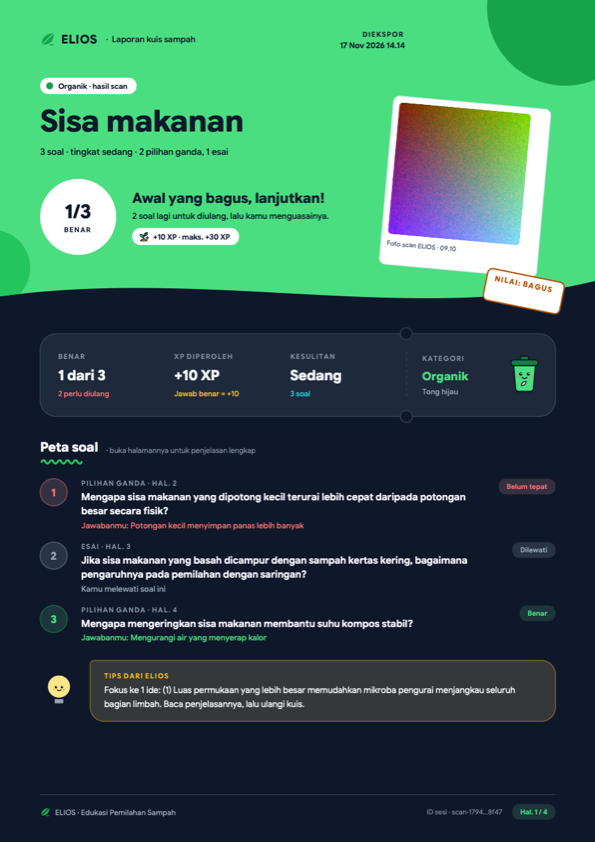 ELIOS · Laporan kuis sampah
DIEKSPOR
17 Nov 2026 14.14
Organik · hasil scan
Sisa makanan
3 soal · tingkat sedang · 2 pilihan ganda, 1 esai
1/3
BENAR
Awal yang bagus, lanjutkan!
2 soal lagi untuk diulang, lalu kamu menguasainya.
+10 XP · maks. +30 XP
Foto scan ELIOS · 09.10
NILAI: BAGUS
BENAR
1 dari 3
2 perlu diulang
XP DIPEROLEH
+10 XP
Jawab benar = +10
KESULITAN
Sedang
3 soal
KATEGORI
Organik
Tong hijau
Peta soal · buka halamannya untuk penjelasan lengkap
1
PILIHAN GANDA · HAL. 2
Mengapa sisa makanan yang dipotong kecil terurai lebih cepat daripada potongan
besar secara fisik?
Jawabanmu: Potongan kecil menyimpan panas lebih banyak
Belum tepat
2
ESAI · HAL. 3
Jika sisa makanan yang basah dicampur dengan sampah kertas kering, bagaimana
pengaruhnya pada pemilahan dengan saringan?
Kamu melewati soal ini
Dilewati
3
PILIHAN GANDA · HAL. 4
Mengapa mengeringkan sisa makanan membantu suhu kompos stabil?
Jawabanmu: Mengurangi air yang menyerap kalor
Benar
TIPS DARI ELIOS
Fokus ke 1 ide: (1) Luas permukaan yang lebih besar memudahkan mikroba pengurai menjangkau seluruh
bagian limbah. Baca penjelasannya, lalu ulangi kuis.
ELIOS · Edukasi Pemilahan Sampah
ID sesi · scan-1794...8f47
Hal. 1 / 4